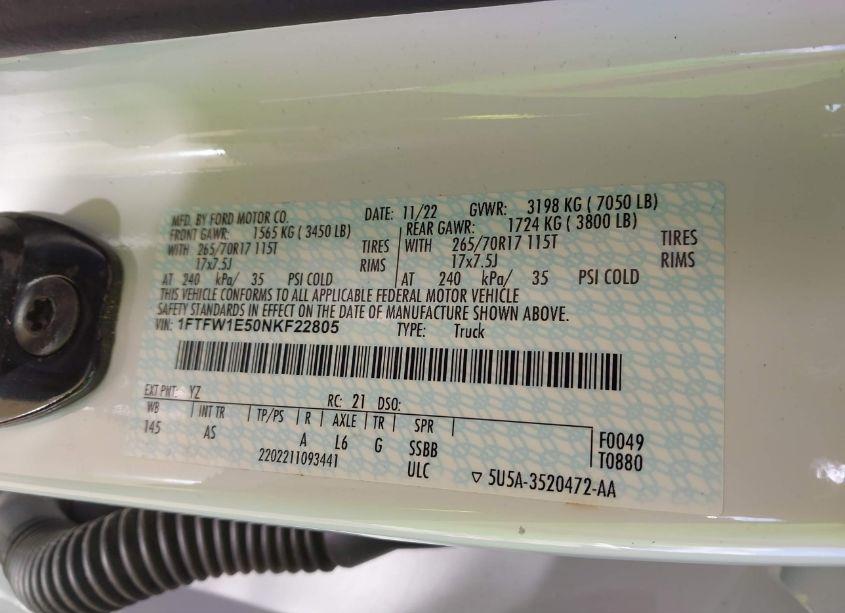 MFD. BY FORD MOTOR CO. DATE: 11/22 GVWR: 3198 KG ( 7050 LB)
FRONT GAWR: 1565 KG ( 3450 LB) REAR GAWR: 1724 KG ( 3800 LB)
WITH 265/70R17 115T TIRES WITH 265/70R17 115T TIRES
17x7.5J RIMS 17x7.5J RIMS
AT 240 kPa/ 35 PSI COLD AT 240 kPa/ 35 PSI COLD
THIS VEHICLE CONFORMS TO ALL APPLICABLE FEDERAL MOTOR VEHICLE
SAFETY STANDARDS IN EFFECT ON THE DATE OF MANUFACTURE SHOWN ABOVE.
VIN: 1FTFW1E50NKF22805 TYPE: Truck
EXT PNT: YZ RC: 21 DSO:
WB INT TR TP/PS R AXLE TR SPR
145 AS A L6 G SSBB F0049
2202211093441 ULC T0880
5U5A-3520472-AA